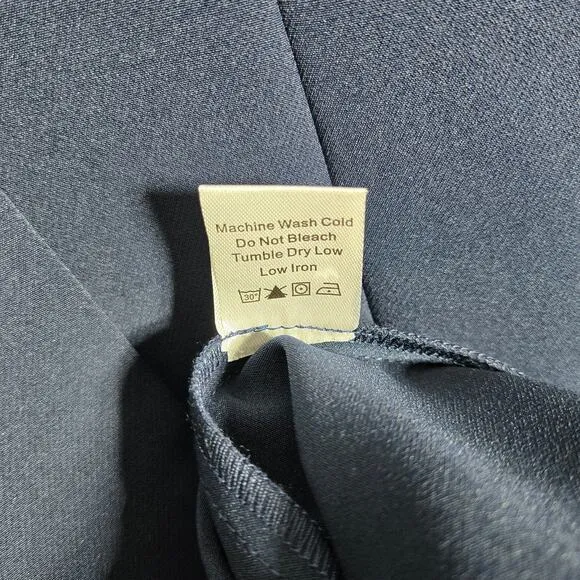 Machine Wash Cold
Do Not Bleach
Tumble Dry Low
Low Iron
30°